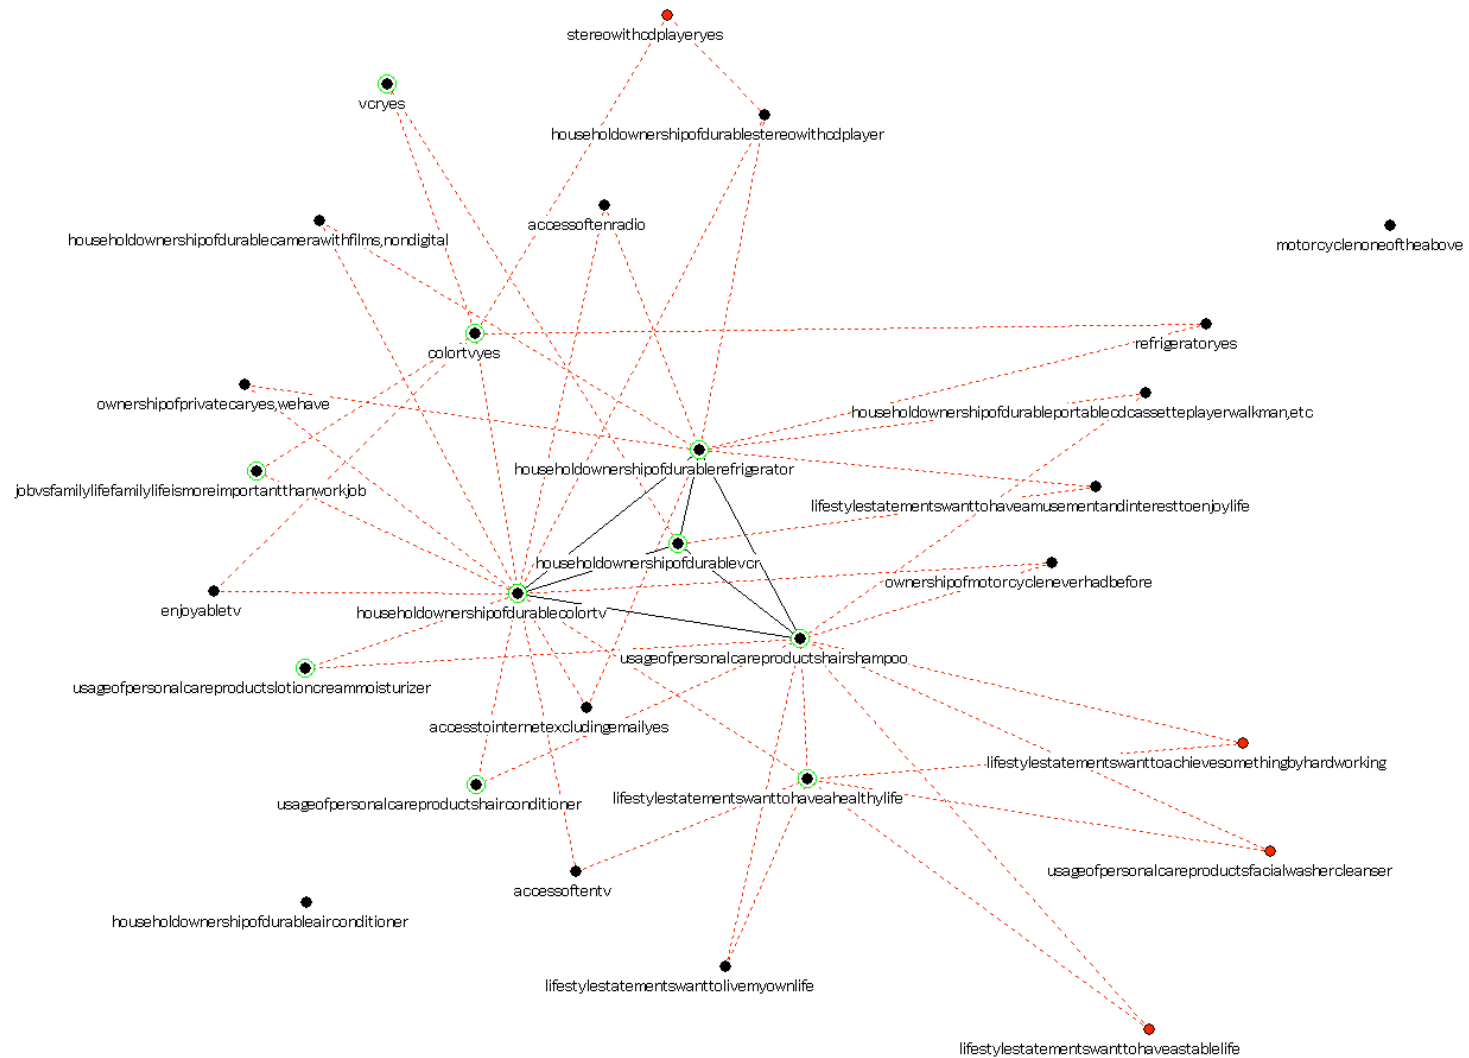 stereowithcdplayeryes
vcryes
householdownershipofdurablestereowithcdplayer
accessoftenradio
householdownershipofdurablecamerawithfilms,nondigital
motorcyclenoneoftheabove
refrigeratoryes
colortvyes
ownershipofprivatecaryes,wehave
householdownershipofdurableportablecdcassetteplayerwalkman,etc
householdownershipofdurablerefrigerator
jobvsfamilylifefamilylifeismoreimportantthanworkjob
lifestylestatementswanttohaveamusementandinteresttoenjoylife
householdownershipofdurablevcr
ownershipofmotorcycleneverhadbefore
enjoyabletv
householdownershipofdurablecolortv
usageofpersonalcareproductshairshampoo
usageofpersonalcareproductslotioncreammoisturizer
accesstointernetexcludingemailyes
lifestylestatementswanttoachievesomethingbyhardworking
usageofpersonalcareproductshairconditioner
lifestylestatementswanttohaveahealthylife
usageofpersonalcareproductsfacialwashercleanser
accessoftentv
householdownershipofdurableairconditioner
lifestylestatementswanttolivemyownlife
lifestylestatementswanttohaveastablelife